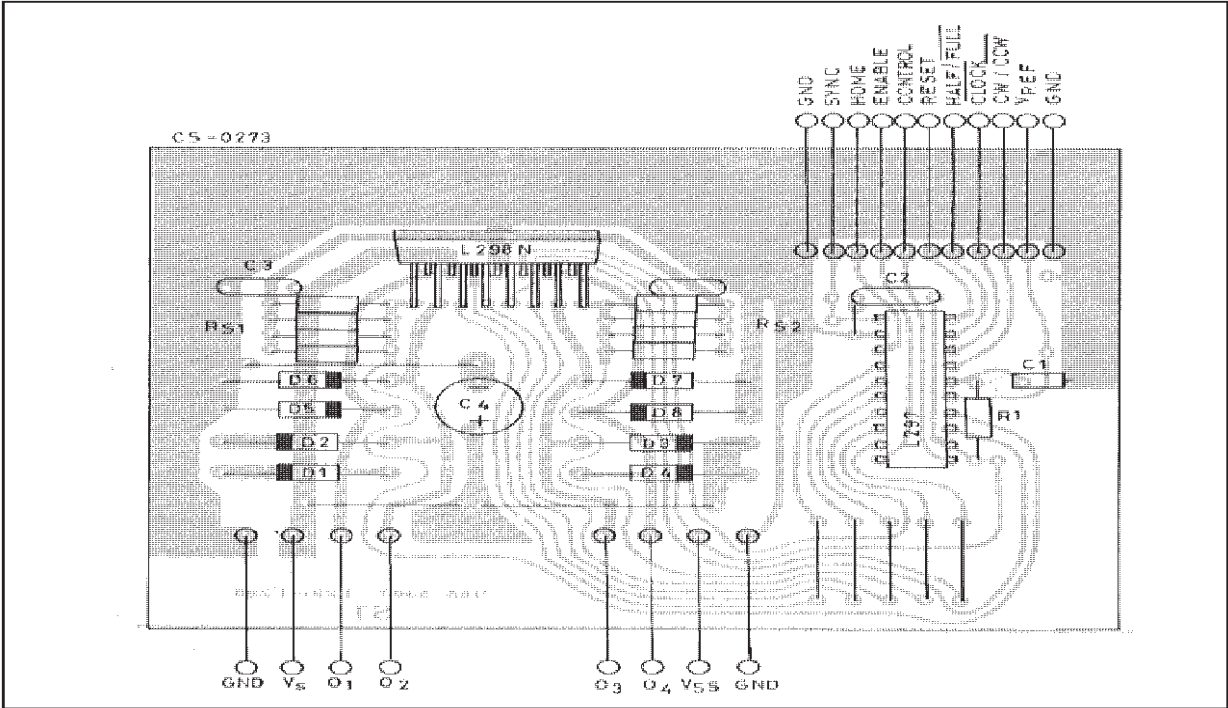 GND
SYNC
HOME
ENABLE
CONTROL
RESET
HALF/FULL
CLOCK
CW/CCW
VREF
GND
CS-0273
L298N
C3
C2
RS1
RS2
C1
D6
D7
C4
+
R1
D5
D8
L297
D2
D3
D1
D4
GND
Vs
O1
O2
O3
O4
VSS
GND